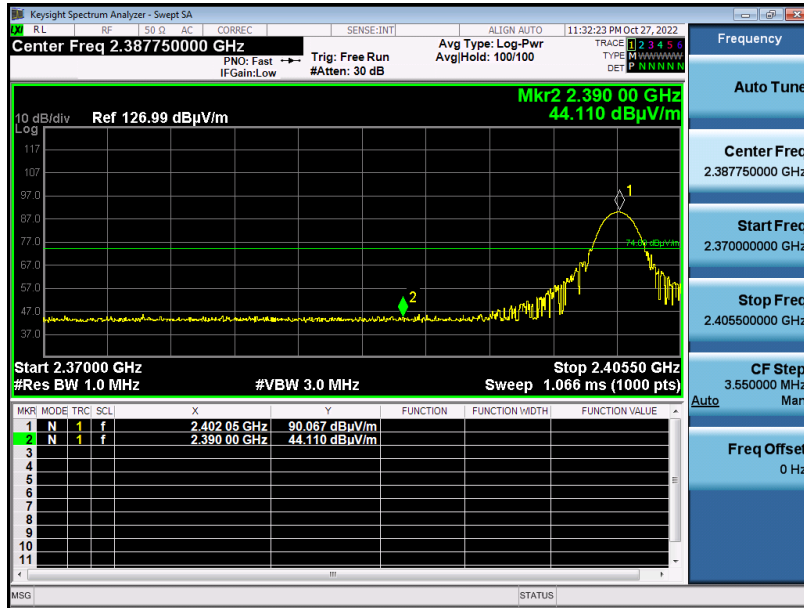 Keysight Spectrum Analyzer - Swept SA
LXI RL RF 50 Ω AC CORREC SENSE:INT ALIGN AUTO 11:32:23 PM Oct 27, 2022
Center Freq 2.387750000 GHz
PNO: Fast
IFGain:Low
Trig: Free Run
#Atten: 30 dB
Avg Type: Log-Pwr
Avg|Hold: 100/100
TRACE 1 2 3 4 5 6
TYPE M WWWWW
DET P N N N N N
Mkr2 2.390 00 GHz
44.110 dBµV/m
10 dB/div Ref 126.99 dBµV/m
Log
117
107
97.0
87.0
77.0
67.0
57.0
47.0
37.0
1
2
74.00 dBµV/m
Start 2.37000 GHz Stop 2.40550 GHz
#Res BW 1.0 MHz #VBW 3.0 MHz Sweep 1.066 ms (1000 pts)
MKR MODE TRC SCL X Y FUNCTION FUNCTION WIDTH FUNCTION VALUE
1 N 1 f 2.402 05 GHz 90.067 dBµV/m
2 N 1 f 2.390 00 GHz 44.110 dBµV/m
3
4
5
6
7
8
9
10
11
MSG STATUS
Frequency
Auto Tune
Center Freq
2.387750000 GHz
Start Freq
2.370000000 GHz
Stop Freq
2.405500000 GHz
CF Step
3.550000 MHz
Auto Man
Freq Offset
0 Hz